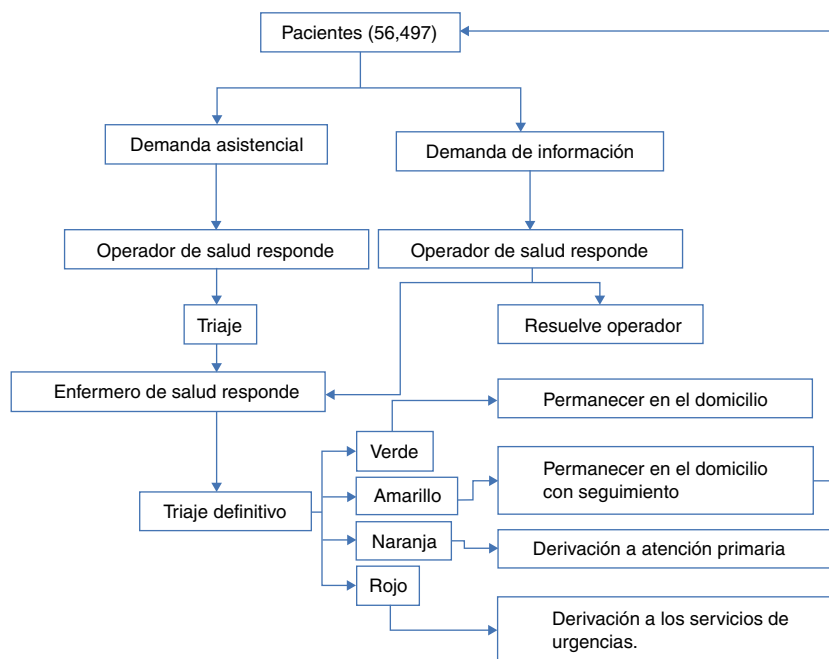 Pacientes (56,497)
Demanda asistencial
Demanda de información
Operador de salud responde
Operador de salud responde
Triaje
Resuelve operador
Enfermero de salud responde
Permanecer en el domicilio
Verde
Permanecer en el domicilio
con seguimiento
Amarillo
Triaje definitivo
Naranja
Derivación a atención primaria
Rojo
Derivación a los servicios de
urgencias.